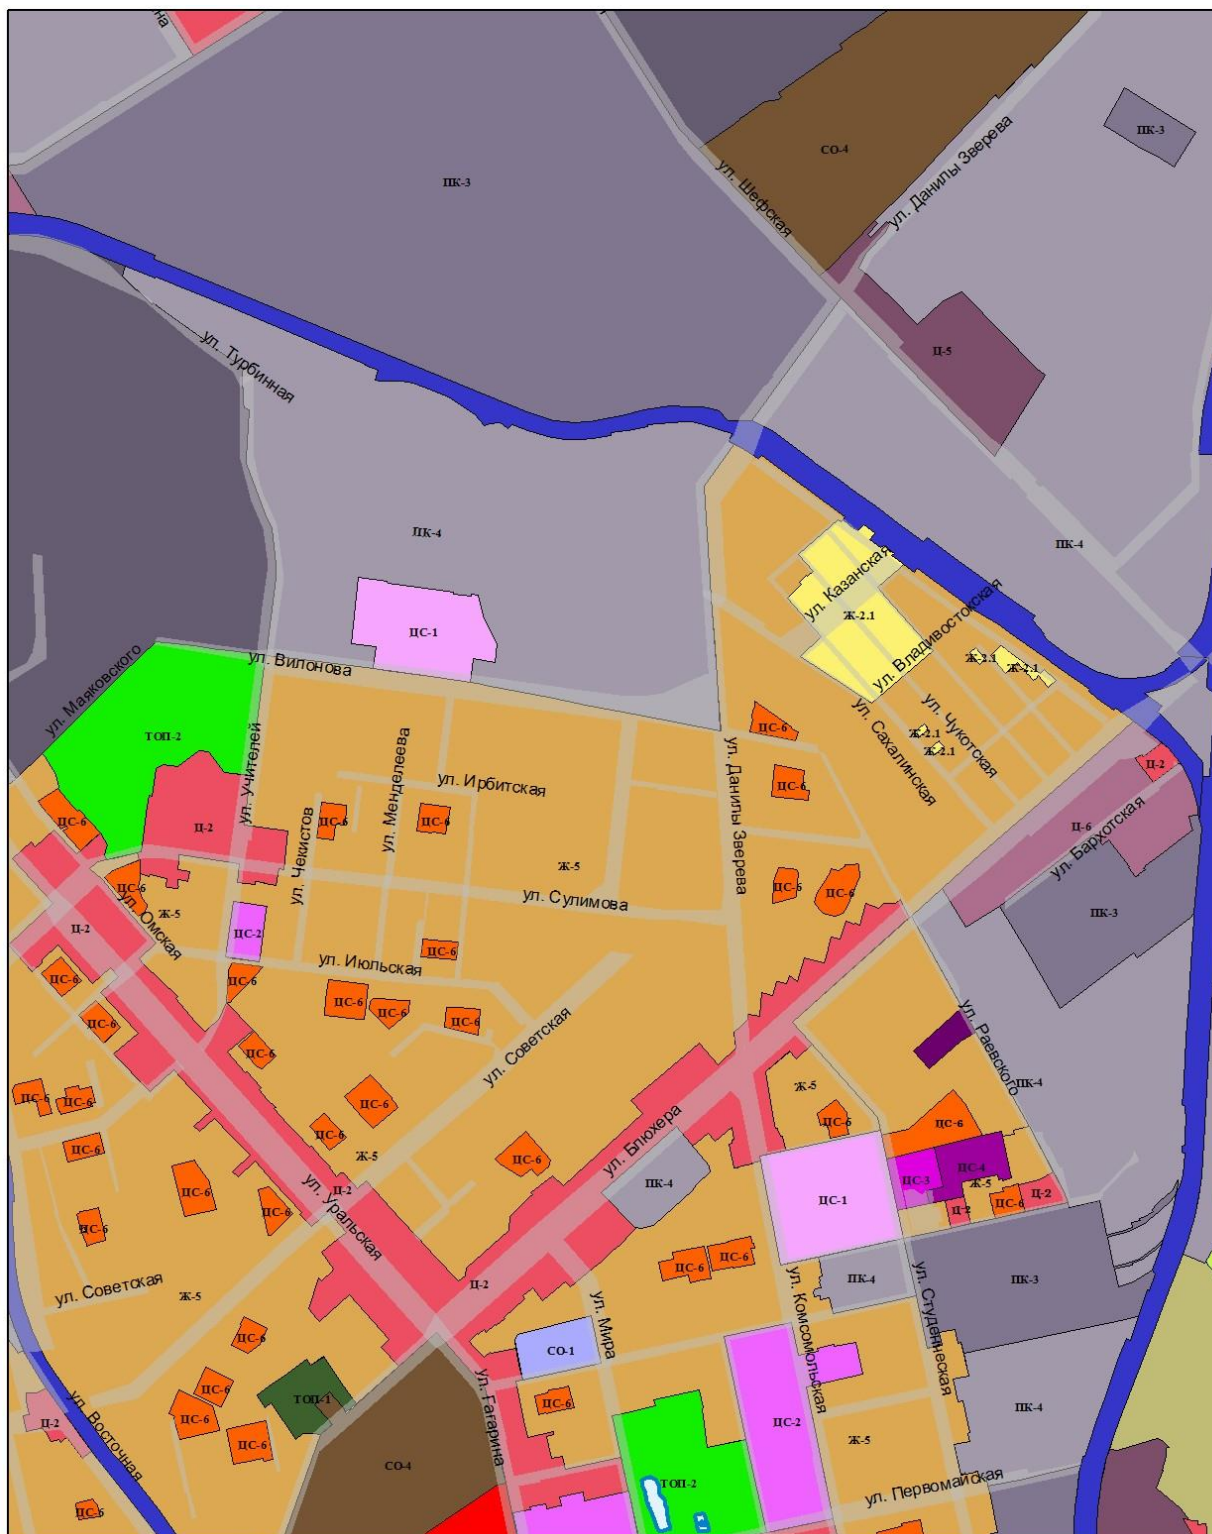 на
на
ПК-3
ПК-3
СО-4
ул. Данилы Зверева
ул. Шефская
Ц-5
ул. Турбинная
ПК-4
ПК-4
ул. Казанская
Ж-2.1
ул. Владивостокская
ЦС-1
ул. Вилонова
Ж-2.1
Ж-2.1
ул. Маяковского
ТОП-2
ул. Учителей
ул. Менделеева
ул. Ирбитская
ул. Данилы Зверева
ЦС-6
ул. Сахалинская
ул. Чукотская
Ж-2.1
Ж-2.1
Ц-2
ЦС-6
ЦС-6
Ц-2
ул. Чекистов
ЦС-6
ЦС-6
Ц-6
ул. Бархотская
Ж-5
ЦС-6
ЦС-6
ЦС-6
ул. Омская
Ж-5
ул. Сулимова
ПК-3
Ц-2
ЦС-2
ЦС-6
ЦС-6
ЦС-6
ул. Июльская
ЦС-6
ЦС-6
ЦС-6
ЦС-6
ул. Советская
ул. Раевского
ЦС-6
Ж-5
ПК-4
ЦС-6
ЦС-6
ЦС-6
ЦС-6
ул. Блюхера
ЦС-6
ЦС-6
ЦС-6
Ж-5
ЦС-6
ЦС-4
ЦС-3
Ж-5
ЦС-6
Ц-2
ул. Уральская
ПК-4
ЦС-1
ЦС-6
Ц-2
Ц-2
ЦС-6
ЦС-6
ЦС-6
ЦС-6
ул. Советская
Ж-5
Ц-2
ул. Мира
ул. Комсомольская
ПК-4
ул. Студенческая
ПК-3
ЦС-6
СО-1
ЦС-6
ТОП-1
ул. Гагарина
ЦС-6
ЦС-6
Ц-2
ул. Восточная
ЦС-6
ЦС-2
Ж-5
ПК-4
СО-4
ТОП-2
ул. Первомайская
ЦС-6